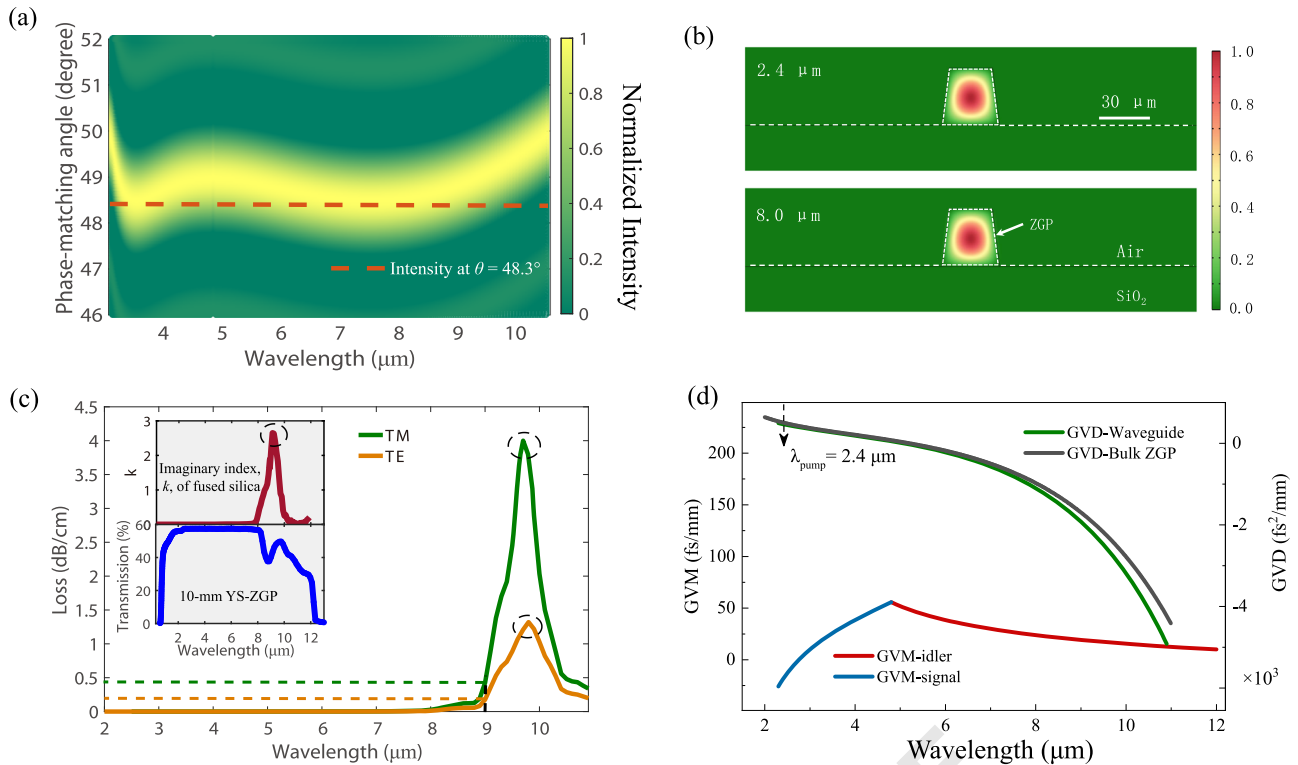 (a)
52
51
50
49
48
47
46
Phase-matching angle (degree)
Intensity at θ = 48.3°
4
5
6
7
8
9
10
Wavelength (μm)
1
0.8
0.6
0.4
0.2
0
Normalized Intensity
(b)
2.4 μm
30 μm
8.0 μm
ZGP
Air
SiO2
1.0
0.8
0.6
0.4
0.2
0.0
(c)
4.5
4
3.5
3
2.5
2
1.5
1
0.5
0
Loss (dB/cm)
TM
TE
3
2
1
k
Imaginary index,
k, of fused silica
60
40
20
0
Transmission (%)
10-mm YS-ZGP
2
4
6
8
10
12
Wavelength (μm)
2
3
4
5
6
7
8
9
10
Wavelength (μm)
(d)
200
150
100
50
0
GVM (fs/mm)
λpump = 2.4 μm
GVD-Waveguide
GVD-Bulk ZGP
GVM-idler
GVM-signal
0
-2
-4
×10³
GVD (fs²/mm)
2
4
6
8
10
12
Wavelength (μm)